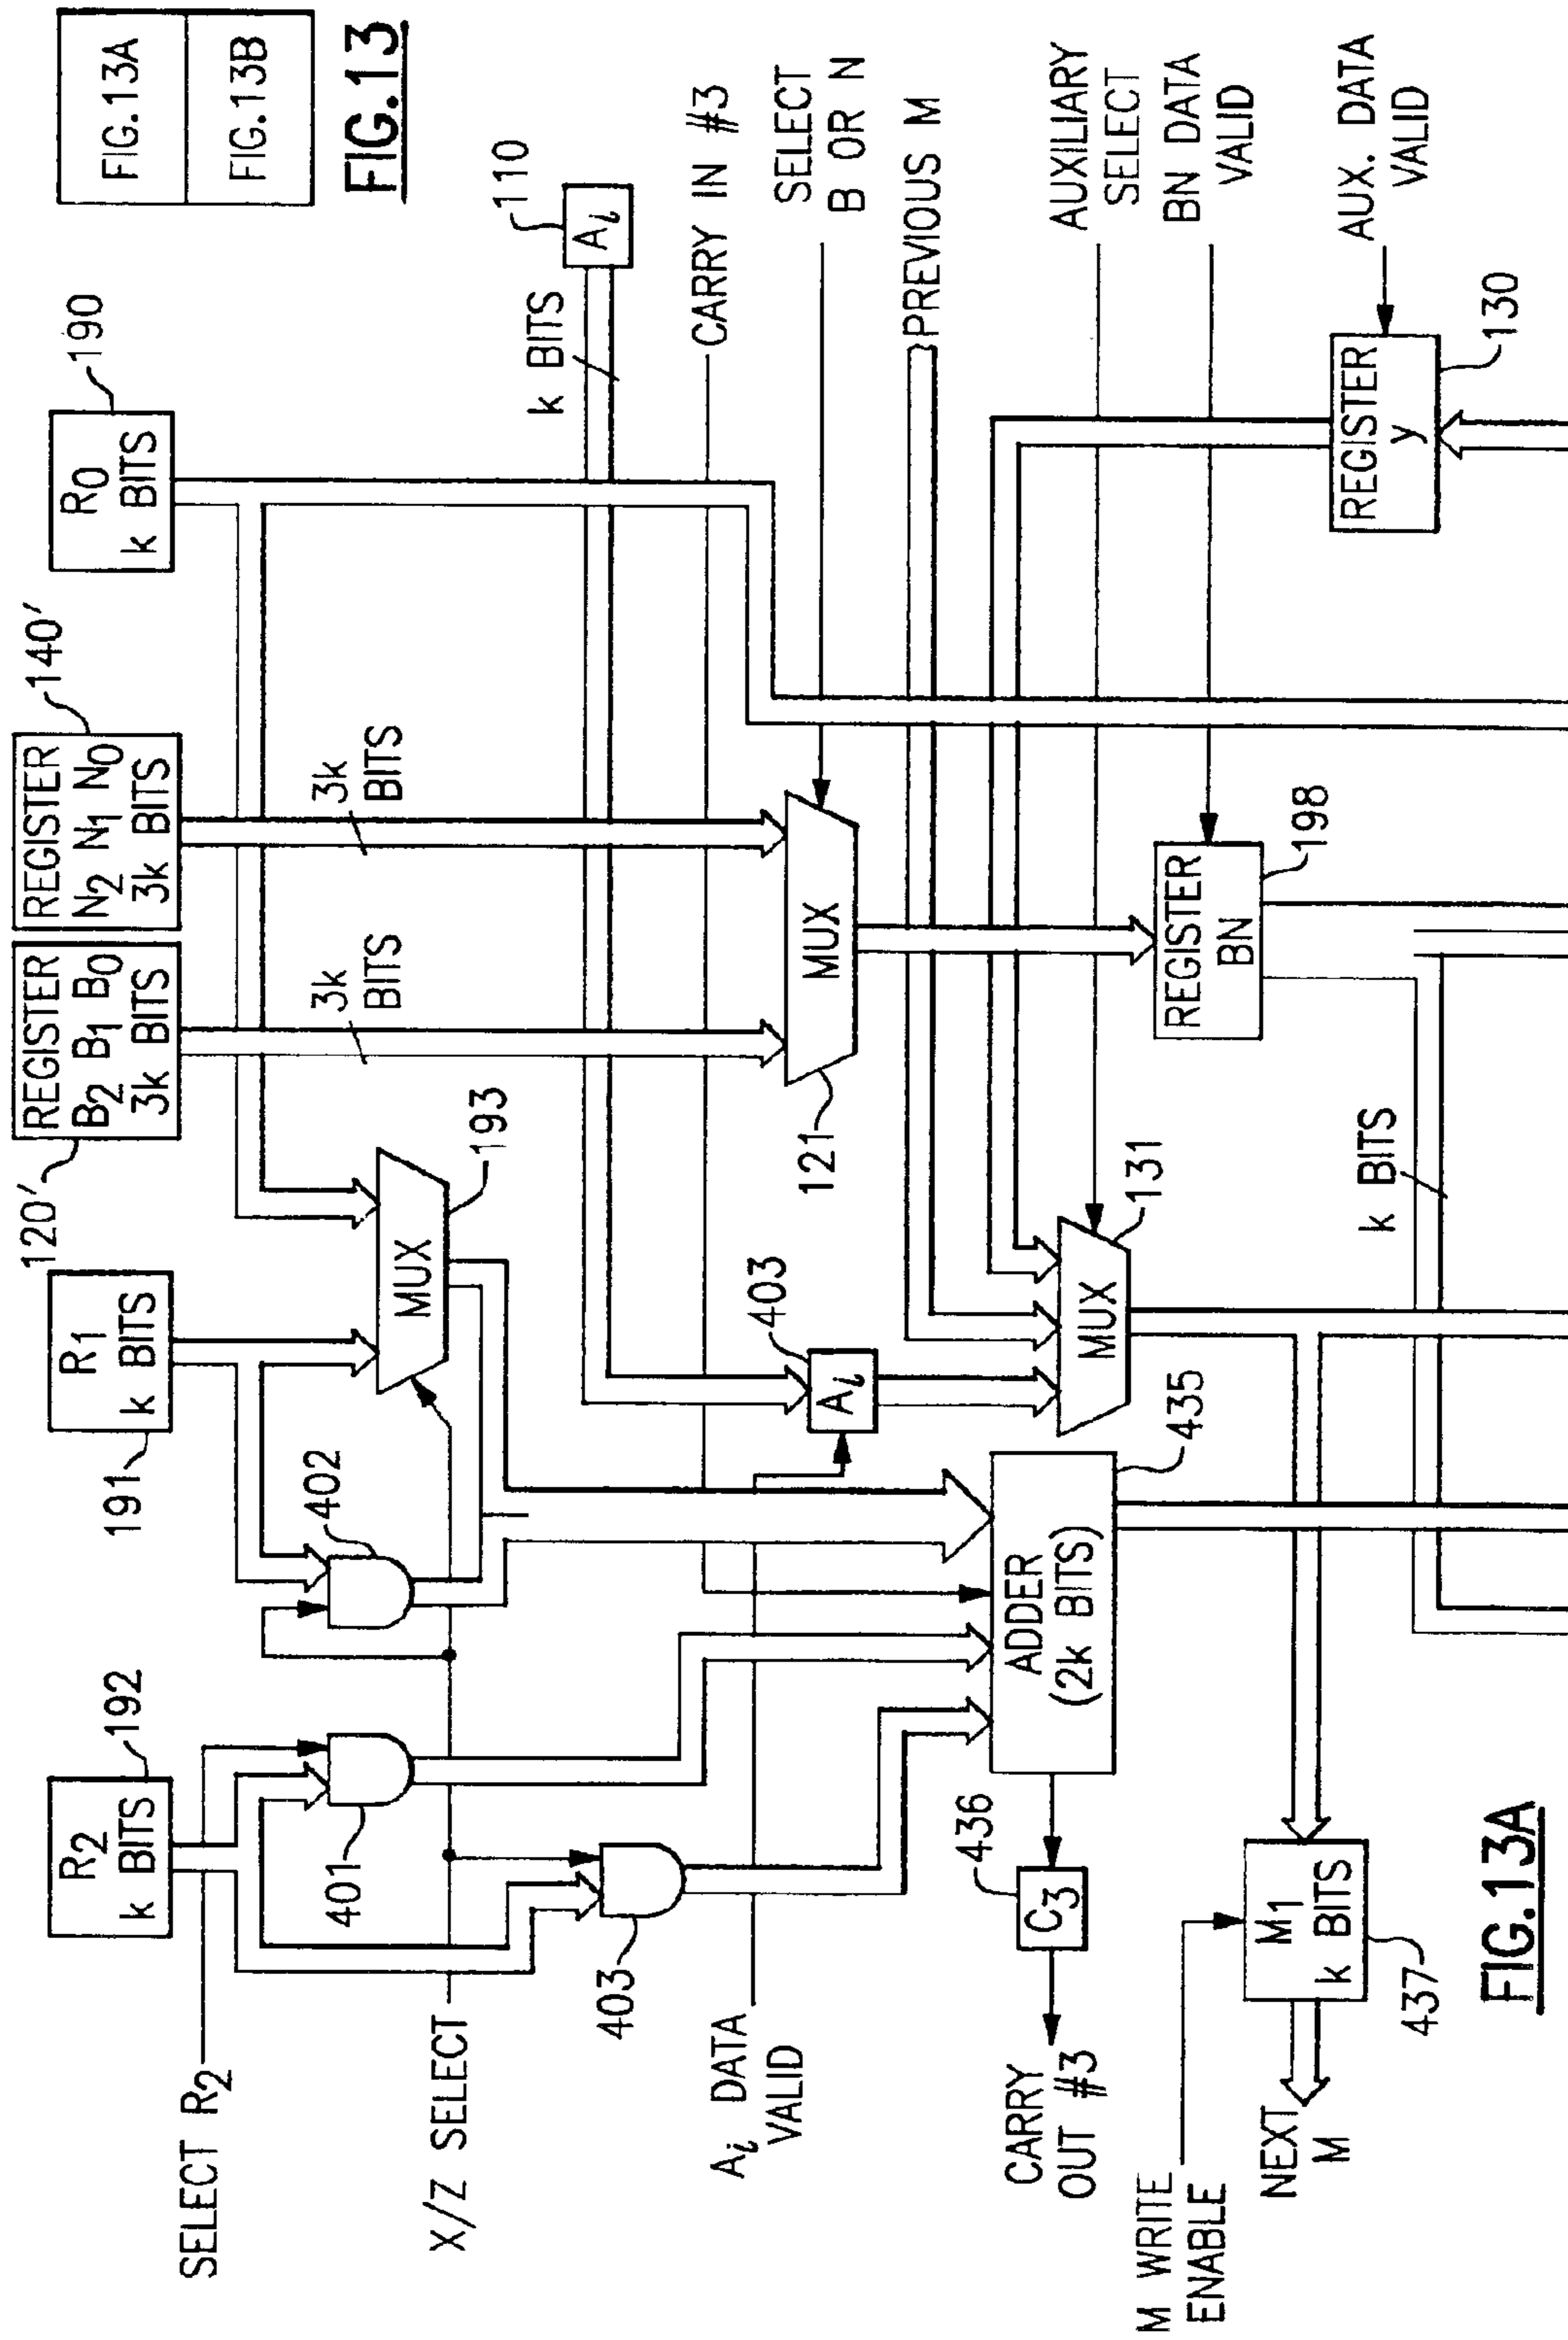 FIG.13A
FIG.13B
FIG.13
SELECT R2
X/Z SELECT
Ai DATA
VALID
CARRY
OUT #3
M WRITE
ENABLE
NEXT
M
R2
k BITS
192
401
403
C3
436
M1
k BITS
437
191
R1
k BITS
402
ADDER
(2k BITS)
435
120′
REGISTER
B2 B1 B0
3k BITS
MUX
193
403
Ai
MUX
131
3k
BITS
121
MUX
k BITS
REGISTER
N2 N1 N0
3k BITS
140′
3k
BITS
REGISTER
BN
198
R0
k BITS
190
k BITS
Ai
110
CARRY IN #3
SELECT
B OR N
PREVIOUS M
AUXILIARY
SELECT
BN DATA
VALID
AUX. DATA
VALID
REGISTER
y
130
FIG.13A